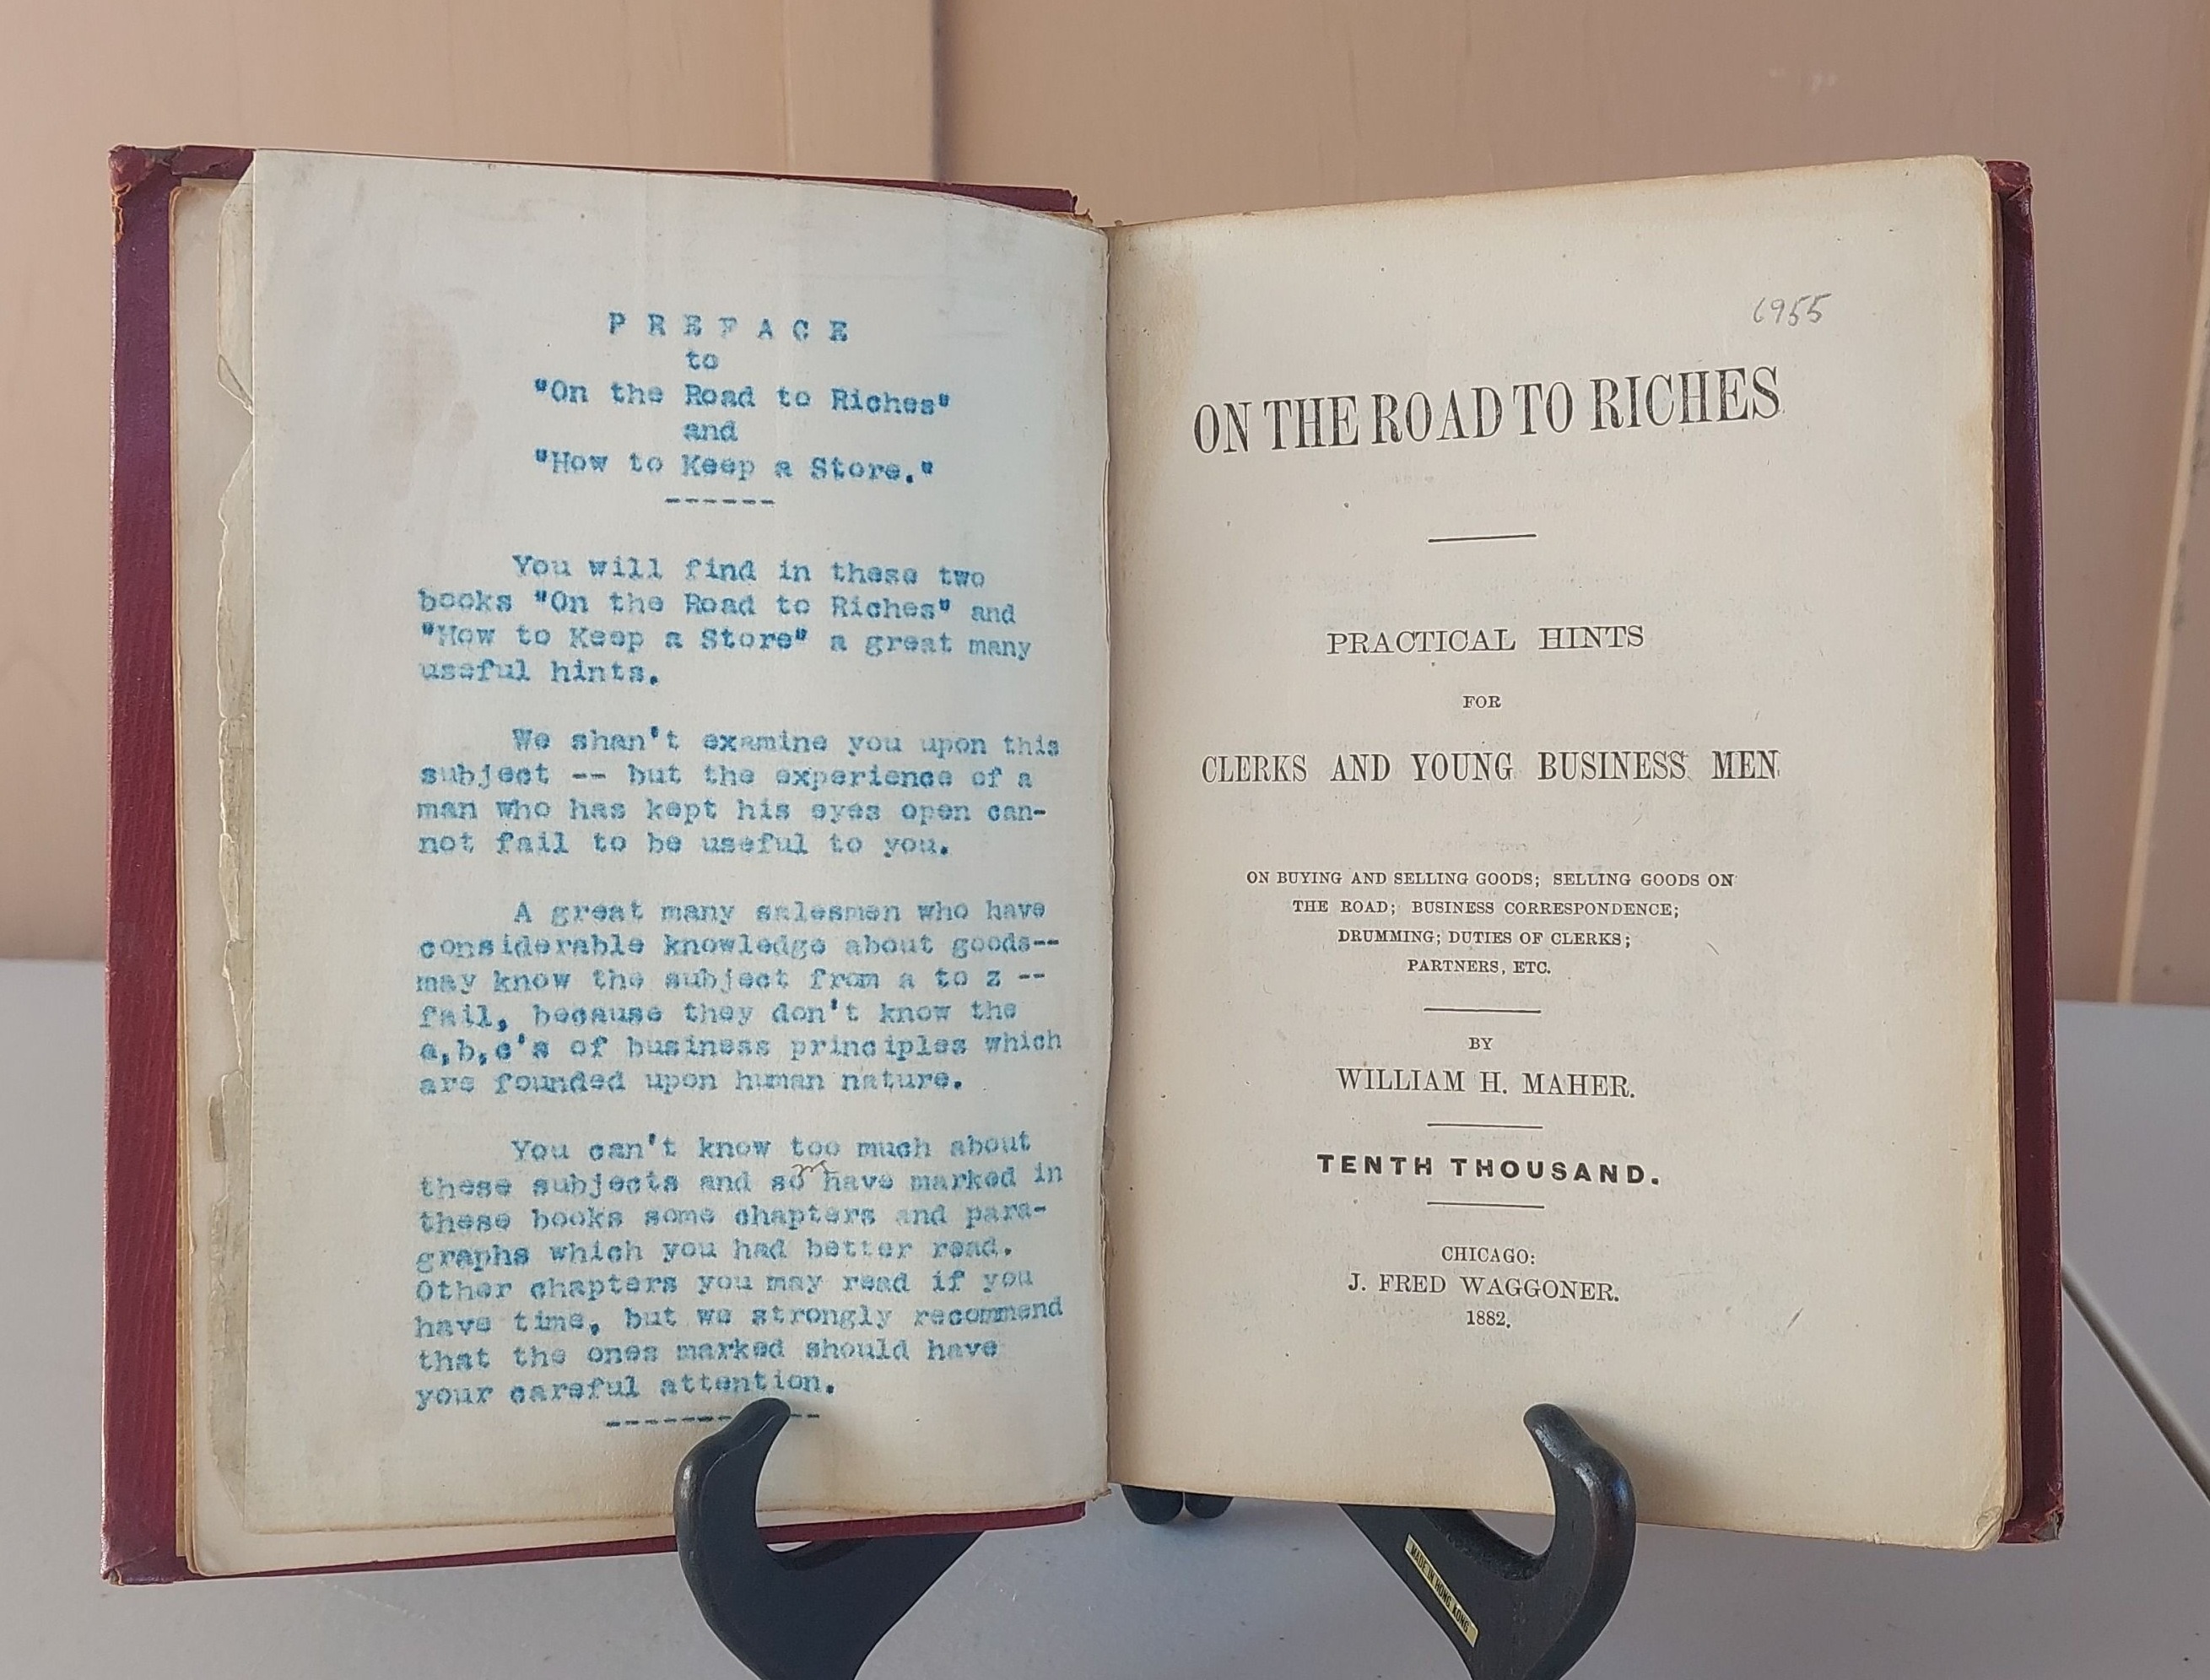 P R E F A C E
to
"On the Road to Riches"
and
"How to Keep a Store."
------
You will find in these two
books "On the Road to Riches" and
"How to Keep a Store" a great many
useful hints.
We shan't examine you upon this
subject -- but the experience of a
man who has kept his eyes open can-
not fail to be useful to you.
A great many salesmen who have
considerable knowledge about goods--
may know the subject from a to z --
fail, because they don't know the
a,b,c's of business principles which
are founded upon human nature.
You can't know too much about
these subjects and so have marked in
these books some chapters and para-
graphs which you had better read.
Other chapters you may read if you
have time, but we strongly recommend
that the ones marked should have
your careful attention.
6955
ON THE ROAD TO RICHES
PRACTICAL HINTS
FOR
CLERKS AND YOUNG BUSINESS MEN
ON BUYING AND SELLING GOODS; SELLING GOODS ON
THE ROAD; BUSINESS CORRESPONDENCE;
DRUMMING; DUTIES OF CLERKS;
PARTNERS, ETC.
BY
WILLIAM H. MAHER.
TENTH THOUSAND.
CHICAGO:
J. FRED WAGGONER.
1882.
MADE IN HONG KONG